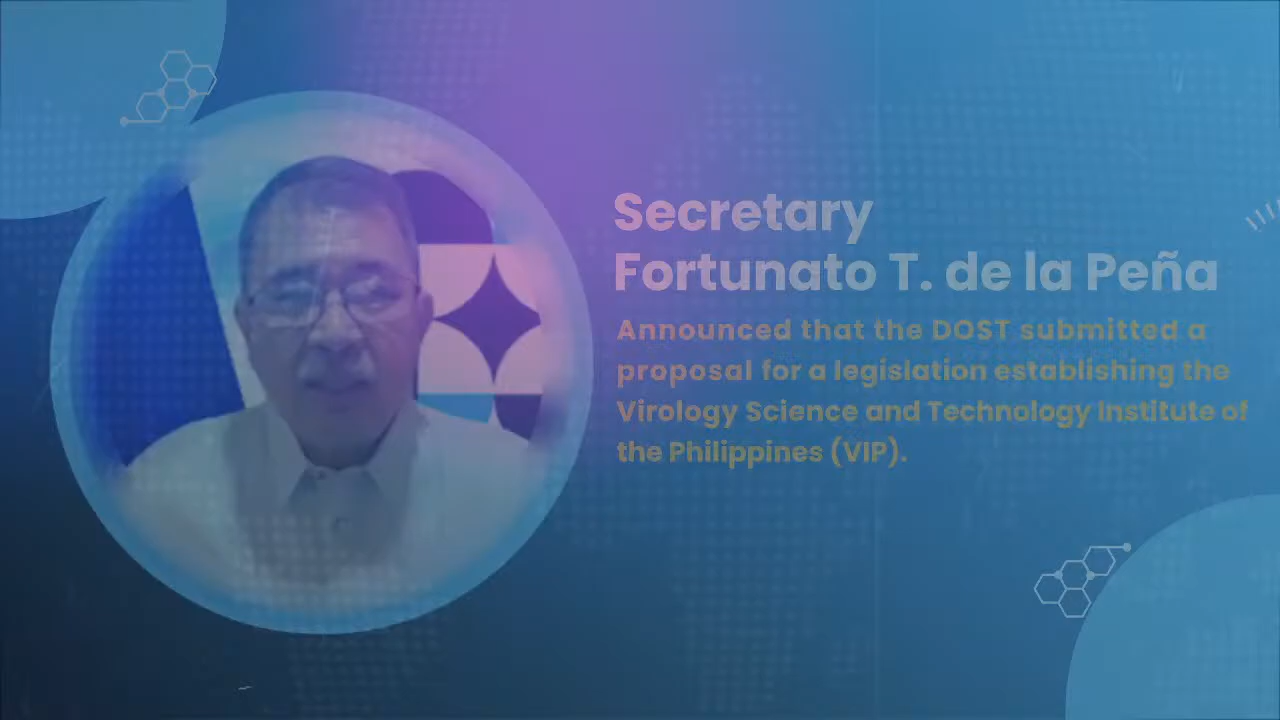 Secretary
Fortunato T. de la Peña
Announced that the DOST submitted a
proposal for a legislation establishing the
Virology Science and Technology Institute of
the Philippines (VIP).